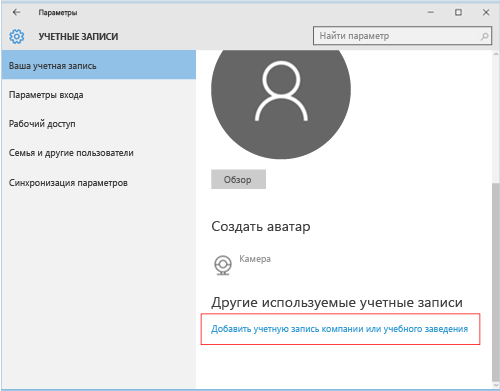 Параметры
УЧЕТНЫЕ ЗАПИСИ
Найти параметр
Ваша учетная запись
Параметры входа
Рабочий доступ
Семья и другие пользователи
Синхронизация параметров
Обзор
Создать аватар
Камера
Другие используемые учетные записи
Добавить учетную запись компании или учебного заведения